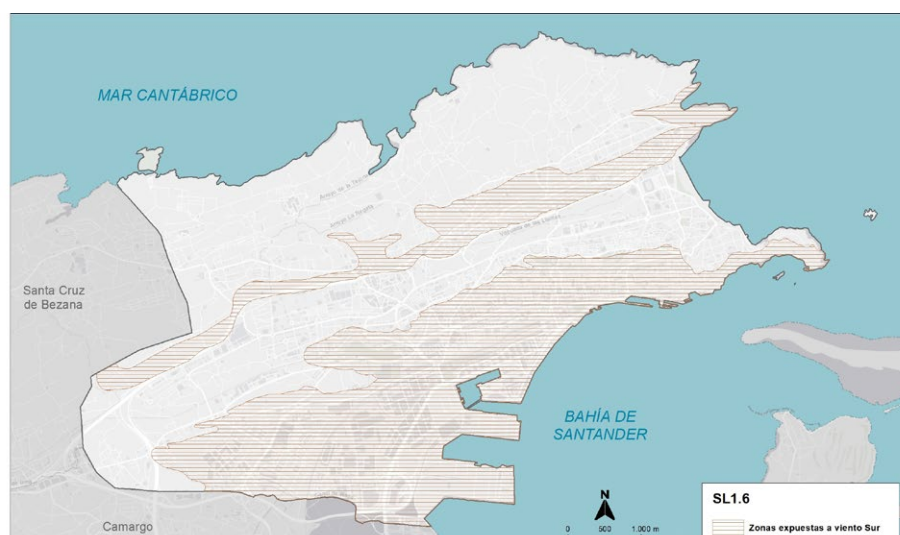 MAR CANTÁBRICO
Santa Cruz
de Bezana
BAHÍA DE
SANTANDER
Camargo
N
0 500 1.000 m
SL1.6
Zonas expuestas a viento Sur